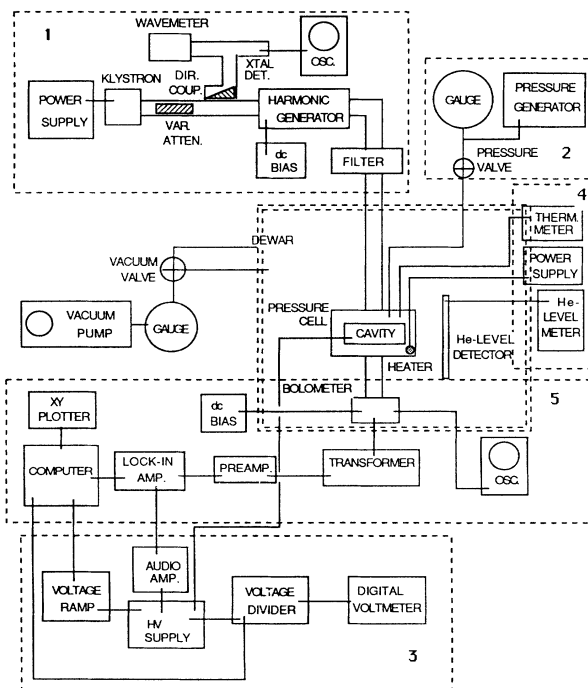 1
WAVEMETER
OSC.
XTAL
DET.
DIR.
COUP.
KLYSTRON
POWER
SUPPLY
VAR.
ATTEN.
HARMONIC
GENERATOR
dc
BIAS
FILTER
GAUGE
PRESSURE
GENERATOR
2
PRESSURE
VALVE
4
THERM.
METER
POWER
SUPPLY
He-
LEVEL
METER
DEWAR
VACUUM
VALVE
VACUUM
PUMP
GAUGE
PRESSURE
CELL
CAVITY
He-LEVEL
DETECTOR
HEATER
BOLOMETER
5
XY
PLOTTER
dc
BIAS
COMPUTER
LOCK-IN
AMP.
PREAMP.
TRANSFORMER
OSC.
AUDIO
AMP.
VOLTAGE
RAMP
HV
SUPPLY
VOLTAGE
DIVIDER
DIGITAL
VOLTMETER
3